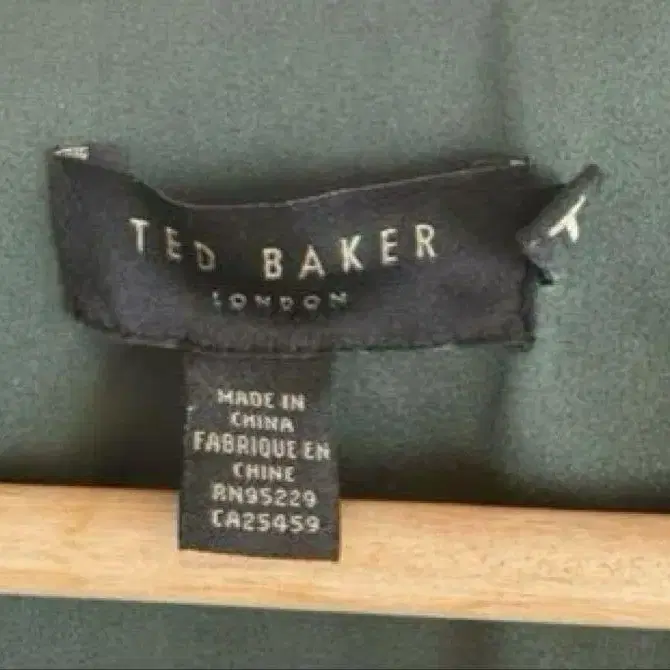 TED BAKER
LONDON
T
MADE IN
CHINA
FABRIQUE EN
CHINE
RN95229
CA25459